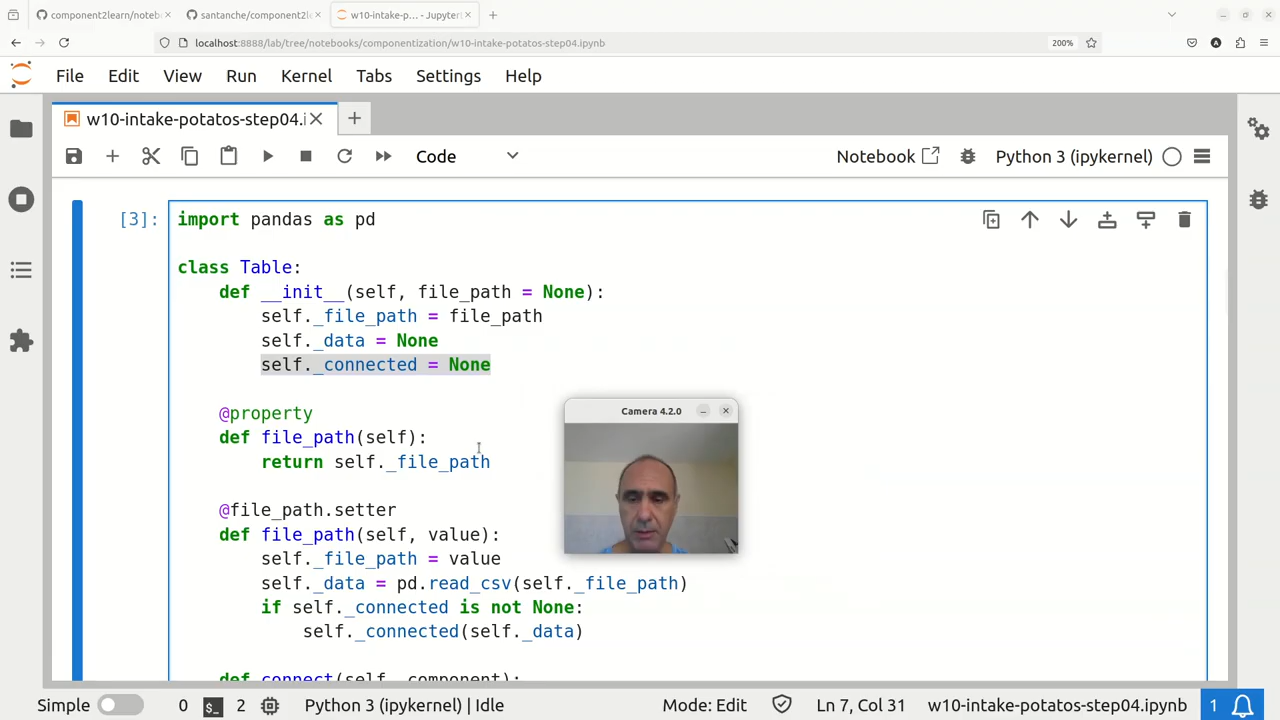 component2learn/noteb
santanche/component2l
w10-intake-p... - Jupyter
localhost:8888/lab/tree/notebooks/componentization/w10-intake-potatos-step04.ipynb
200%
File Edit View Run Kernel Tabs Settings Help
w10-intake-potatos-step04.i
Code
Notebook
Python 3 (ipykernel)
[3]:
import pandas as pd
class Table:
def __init__(self, file_path = None):
self._file_path = file_path
self._data = None
self._connected = None
@property
def file_path(self):
return self._file_path
@file_path.setter
def file_path(self, value):
self._file_path = value
self._data = pd.read_csv(self._file_path)
if self._connected is not None:
self._connected(self._data)
def connect(self, component):
Camera 4.2.0
Simple 0 2 Python 3 (ipykernel) | Idle Mode: Edit Ln 7, Col 31 w10-intake-potatos-step04.ipynb 1